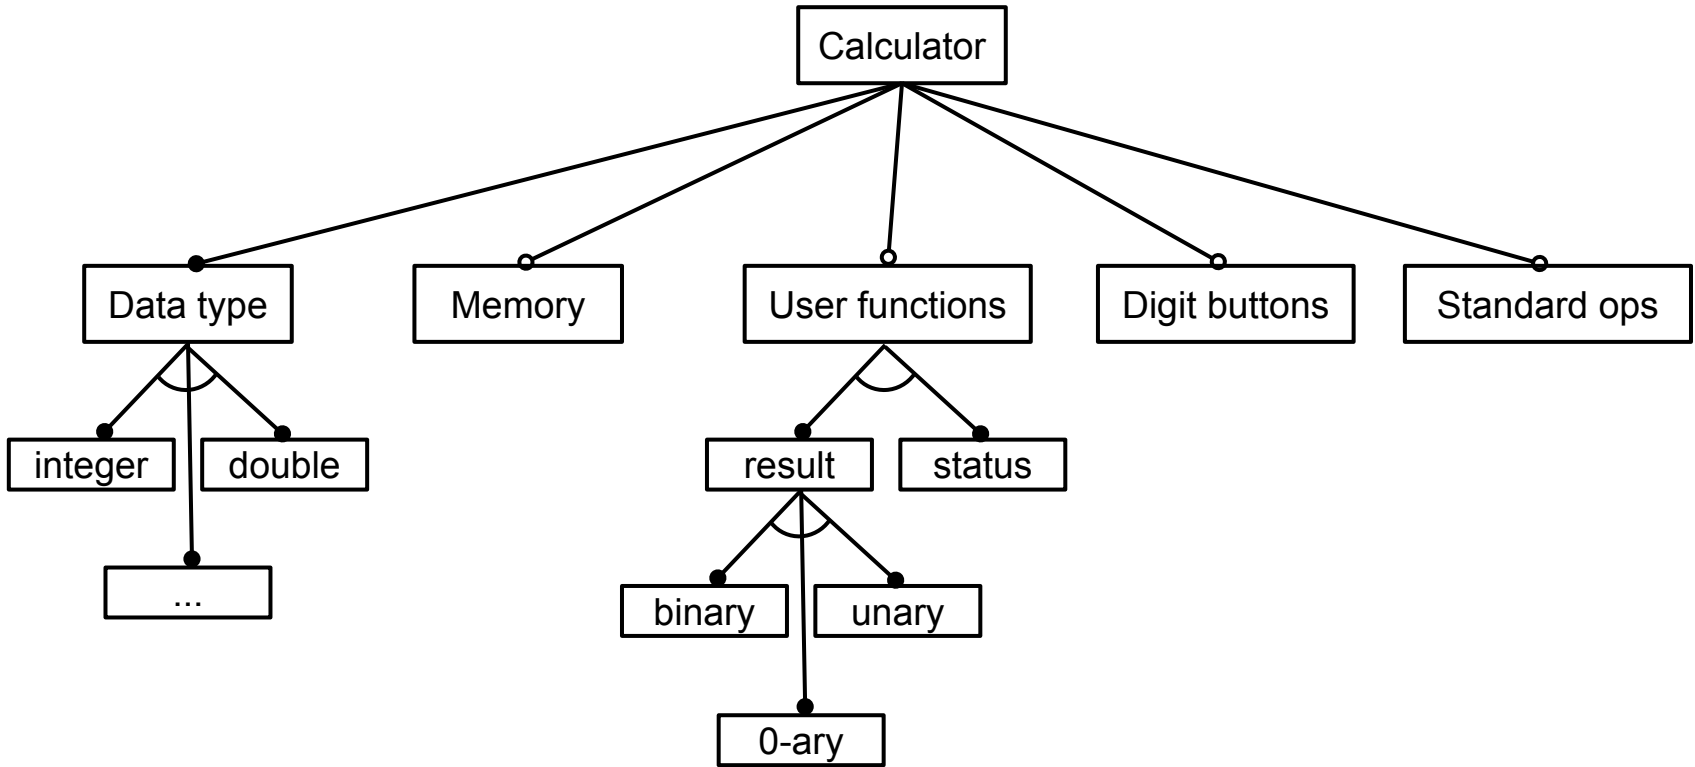 Calculator
Data type
Memory
User functions
Digit buttons
Standard ops
integer
double
result
status
...
binary
unary
0-ary